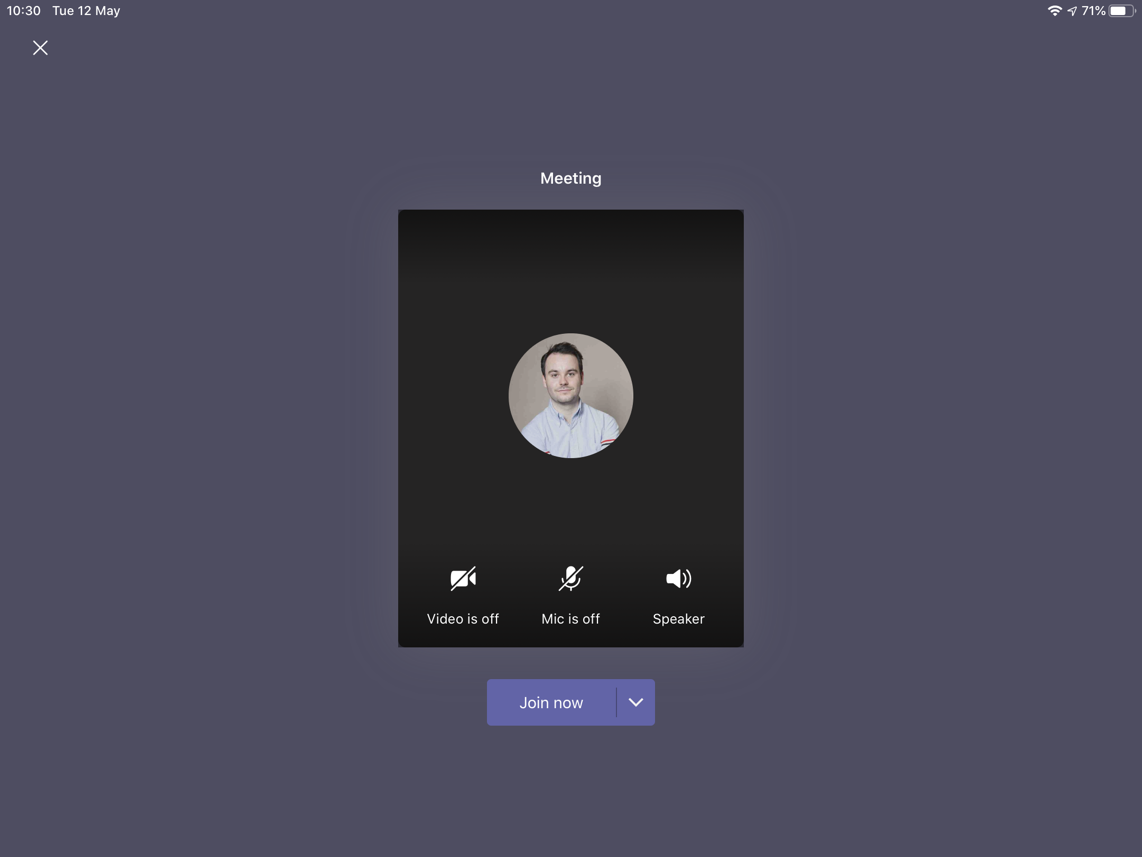 10:30 Tue 12 May 71%
Meeting
Video is off Mic is off Speaker
Join now